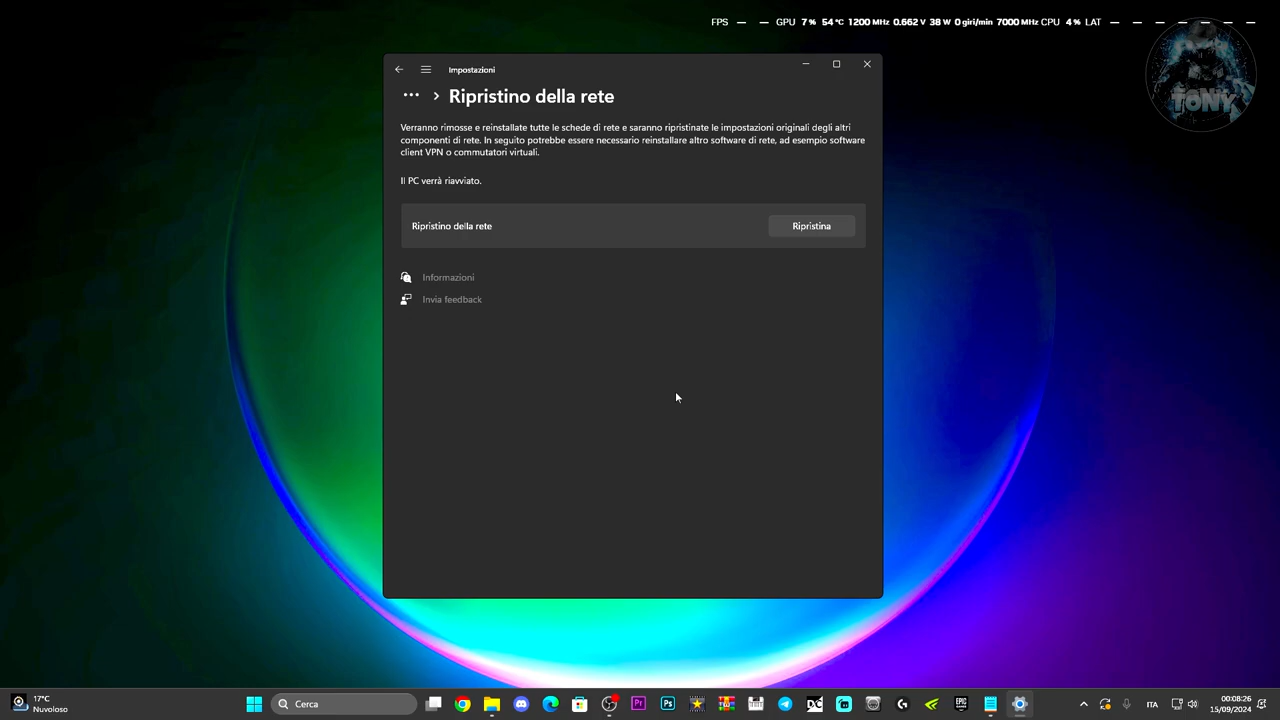 FPS — — GPU 7 % 54 °C 1200 MHz 0.662 V 38 W 0 giri/min 7000 MHz CPU 4 % LAT — — — — — — —
TONY
Impostazioni
... > Ripristino della rete
Verranno rimosse e reinstallate tutte le schede di rete e saranno ripristinate le impostazioni originali degli altri
componenti di rete. In seguito potrebbe essere necessario reinstallare altro software di rete, ad esempio software
client VPN o commutatori virtuali.
Il PC verrà riavviato.
Ripristino della rete
Ripristina
Informazioni
Invia feedback
17°C
Nuvoloso
Cerca
Pr
Ps
DC
EPIC
ITA
00:08:26
15/09/2024